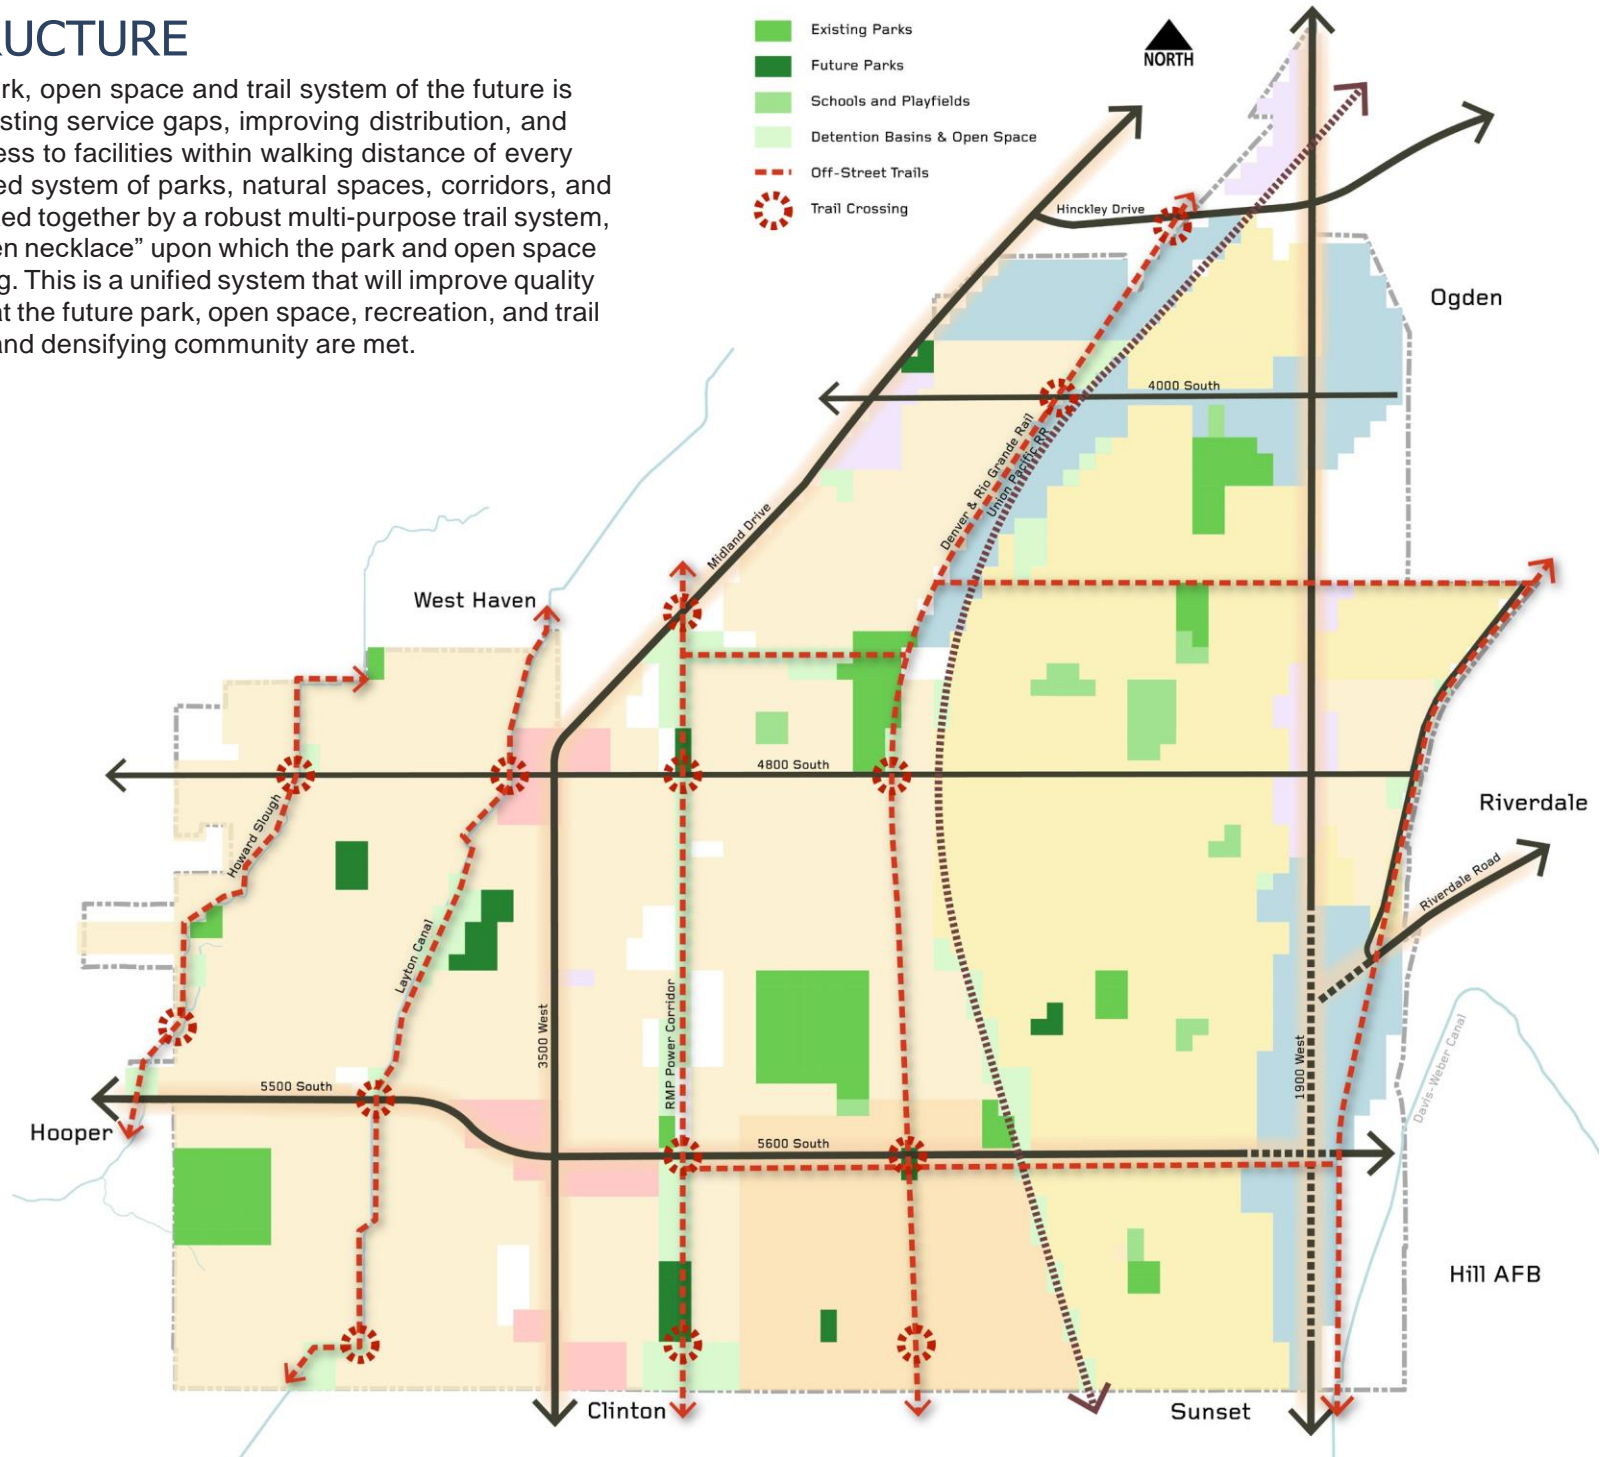 RUCTURE
rk, open space and trail system of the future is
isting service gaps, improving distribution, and
ess to facilities within walking distance of every
ed system of parks, natural spaces, corridors, and
ed together by a robust multi-purpose trail system,
en necklace” upon which the park and open space
g. This is a unified system that will improve quality
at the future park, open space, recreation, and trail
and densifying community are met.
Existing Parks
Future Parks
Schools and Playfields
Detention Basins & Open Space
Off-Street Trails
Trail Crossing
NORTH
Hinckley Drive
Ogden
4000 South
Denver & Rio Grande Rail
Union Pacific RR
Midland Drive
West Haven
4800 South
Riverdale
Howard Slough
Riverdale Road
Layton Canal
RMP Power Corridor
3500 West
1900 West
Davis-Weber Canal
5500 South
Hooper
5600 South
Hill AFB
Clinton
Sunset